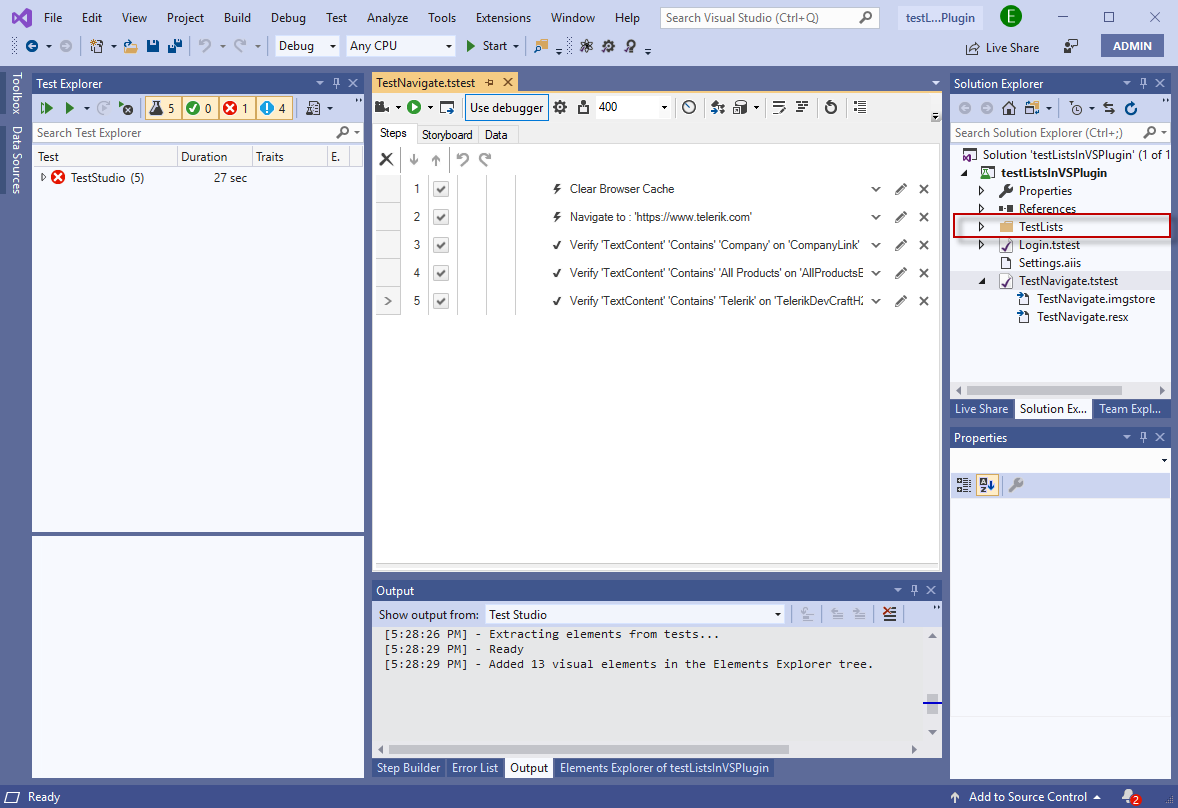 File Edit View Project Build Debug Test Analyze Tools Extensions Window Help Search Visual Studio (Ctrl+Q) testL...Plugin E
Debug Any CPU Start Live Share ADMIN
Toolbox
Data Sources
Test Explorer
5 0 1 4
Search Test Explorer
Test Duration Traits E.
TestStudio (5) 27 sec
TestNavigate.tstest
Use debugger 400
Steps Storyboard Data
1 Clear Browser Cache
2 Navigate to : 'https://www.telerik.com'
3 Verify 'TextContent' 'Contains' 'Company' on 'CompanyLink'
4 Verify 'TextContent' 'Contains' 'All Products' on 'AllProductsE
5 Verify 'TextContent' 'Contains' 'Telerik' on 'TelerikDevCraftH2
Output
Show output from: Test Studio
[5:28:26 PM] - Extracting elements from tests...
[5:28:29 PM] - Ready
[5:28:29 PM] - Added 13 visual elements in the Elements Explorer tree.
Step Builder Error List Output Elements Explorer of testListsInVSPlugin
Solution Explorer
Search Solution Explorer (Ctrl+;)
Solution 'testListsInVSPlugin' (1 of 1
testListsInVSPlugin
Properties
References
TestLists
Login.tstest
Settings.aiis
TestNavigate.tstest
TestNavigate.imgstore
TestNavigate.resx
Live Share Solution Ex... Team Expl...
Properties
Ready Add to Source Control 2